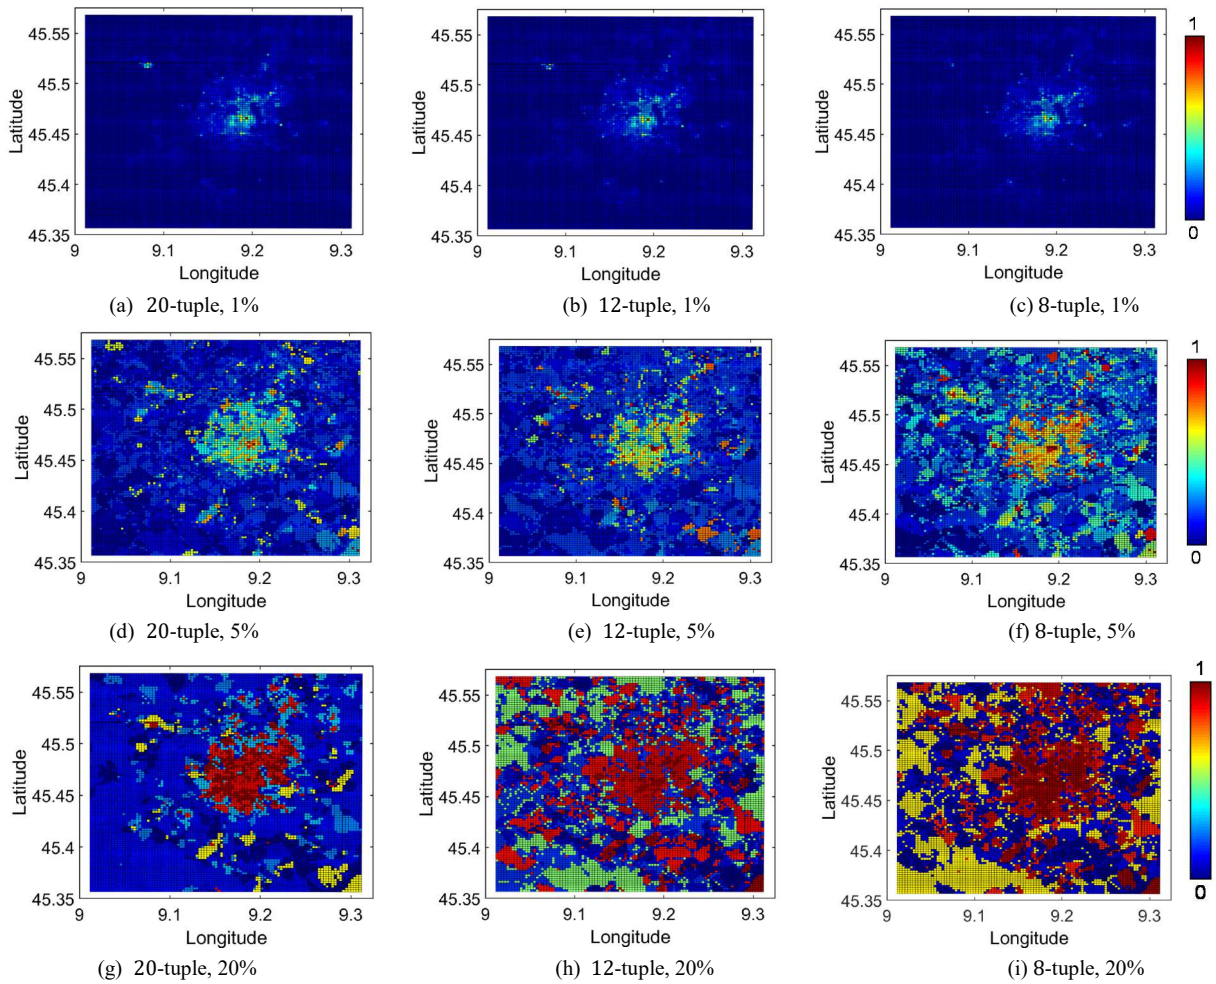 45.55
45.5
45.45
45.4
45.35
9 9.1 9.2 9.3
Latitude
Longitude
(a) 20-tuple, 1%
45.55
45.5
45.45
45.4
45.35
9 9.1 9.2 9.3
Latitude
Longitude
(b) 12-tuple, 1%
45.55
45.5
45.45
45.4
45.35
9 9.1 9.2 9.3
Latitude
Longitude
(c) 8-tuple, 1%
1
0
45.55
45.5
45.45
45.4
45.35
9 9.1 9.2 9.3
Latitude
Longitude
(d) 20-tuple, 5%
45.55
45.5
45.45
45.4
45.35
9 9.1 9.2 9.3
Latitude
Longitude
(e) 12-tuple, 5%
45.55
45.5
45.45
45.4
45.35
9 9.1 9.2 9.3
Latitude
Longitude
(f) 8-tuple, 5%
1
0
45.55
45.5
45.45
45.4
45.35
9 9.1 9.2 9.3
Latitude
Longitude
(g) 20-tuple, 20%
45.55
45.5
45.45
45.4
45.35
9 9.1 9.2 9.3
Latitude
Longitude
(h) 12-tuple, 20%
45.55
45.5
45.45
45.4
45.35
9 9.1 9.2 9.3
Latitude
Longitude
(i) 8-tuple, 20%
1
0